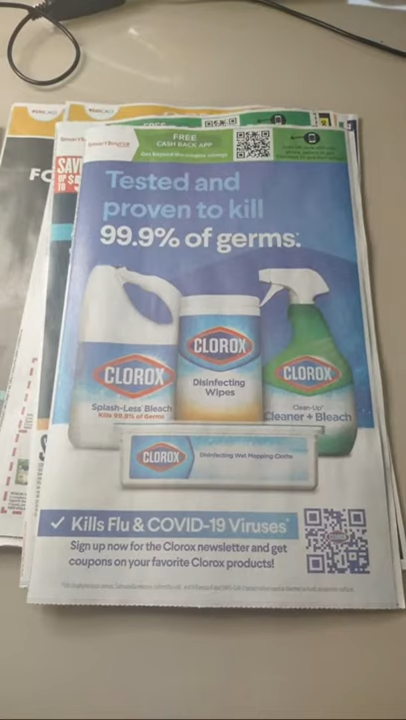 FREE
CASH BACK APP
Tested and
proven to kill
99.9% of germs.
SAV
CLOROX
Splash-Less Bleach
Kills 99.9% of Germs
CLOROX
Disinfecting
Wipes
CLOROX
Clean-Up
Cleaner + Bleach
CLOROX
Disinfecting Wet Mopping Cloths
✓ Kills Flu & COVID-19 Viruses*
Sign up now for the Clorox newsletter and get
coupons on your favorite Clorox products!